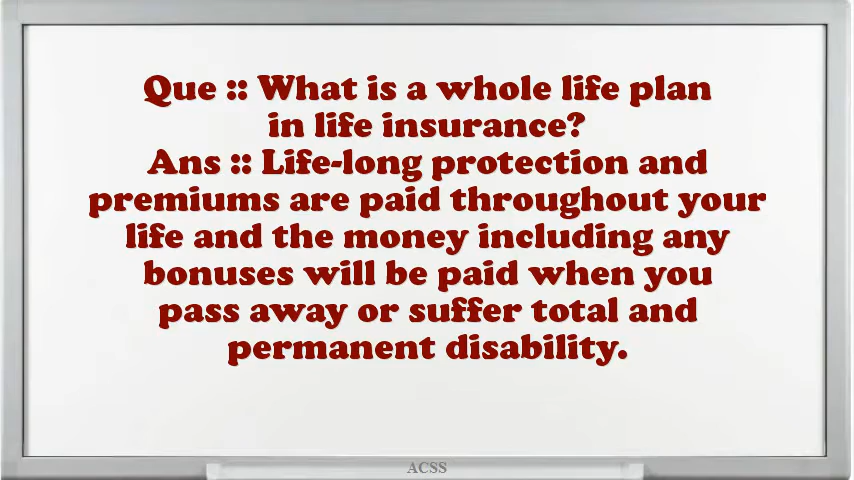 Que :: What is a whole life plan
in life insurance?
Ans :: Life-long protection and
premiums are paid throughout your
life and the money including any
bonuses will be paid when you
pass away or suffer total and
permanent disability.
ACSS